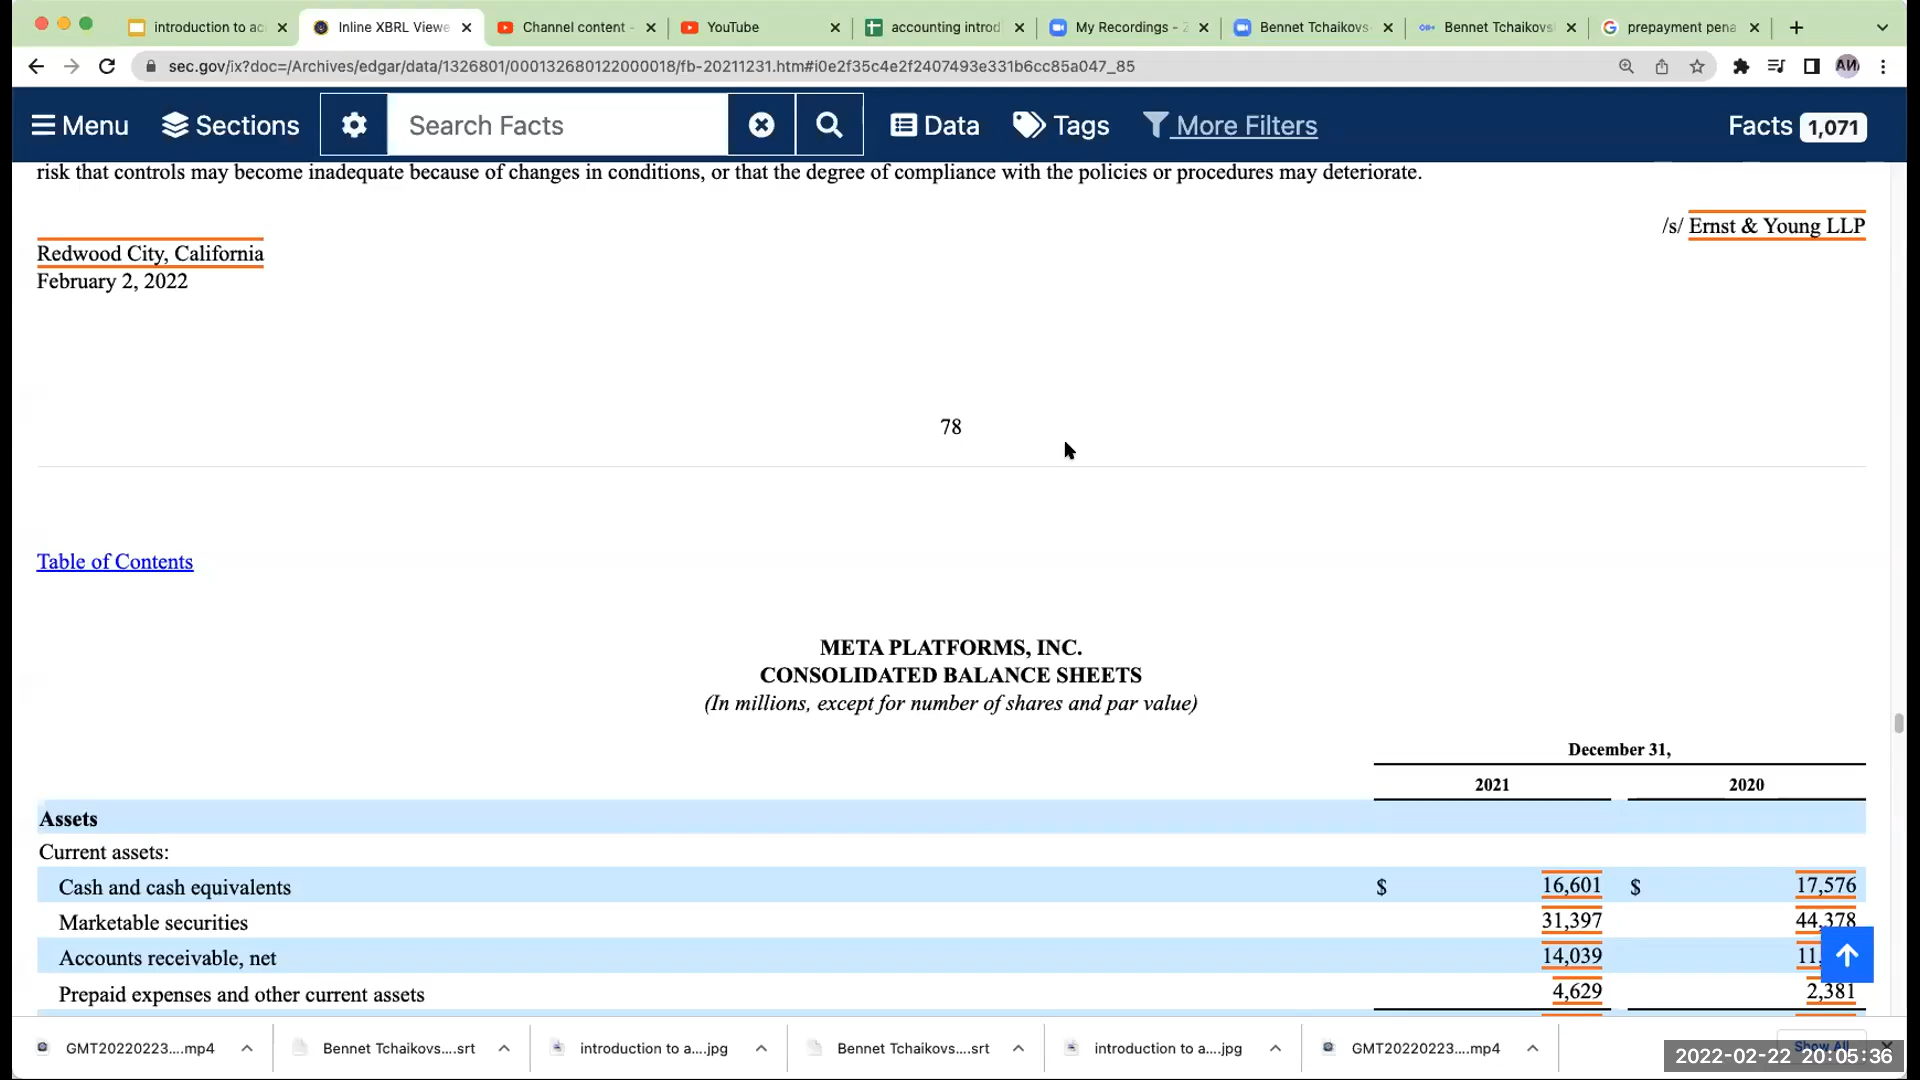 introduction to ac
Inline XBRL Viewe
Channel content -
YouTube
accounting introd
My Recordings - Z
Bennet Tchaikovs
Bennet Tchaikovs
prepayment pena
sec.gov/ix?doc=/Archives/edgar/data/1326801/000132680122000018/fb-20211231.htm#i0e2f35c4e2f2407493e331b6cc85a047_85
АИ
Menu Sections Search Facts Data Tags More Filters Facts 1,071
risk that controls may become inadequate because of changes in conditions, or that the degree of compliance with the policies or procedures may deteriorate.
/s/ Ernst & Young LLP
Redwood City, California
February 2, 2022
78
Table of Contents
META PLATFORMS, INC.
CONSOLIDATED BALANCE SHEETS
(In millions, except for number of shares and par value)
December 31,
2021 2020
Assets
Current assets:
Cash and cash equivalents $ 16,601 $ 17,576
Marketable securities 31,397 44,378
Accounts receivable, net 14,039 11,
Prepaid expenses and other current assets 4,629 2,381
GMT20220223....mp4
Bennet Tchaikovs....srt
introduction to a....jpg
Bennet Tchaikovs....srt
introduction to a....jpg
GMT20220223....mp4
Show All
2022-02-22 20:05:36